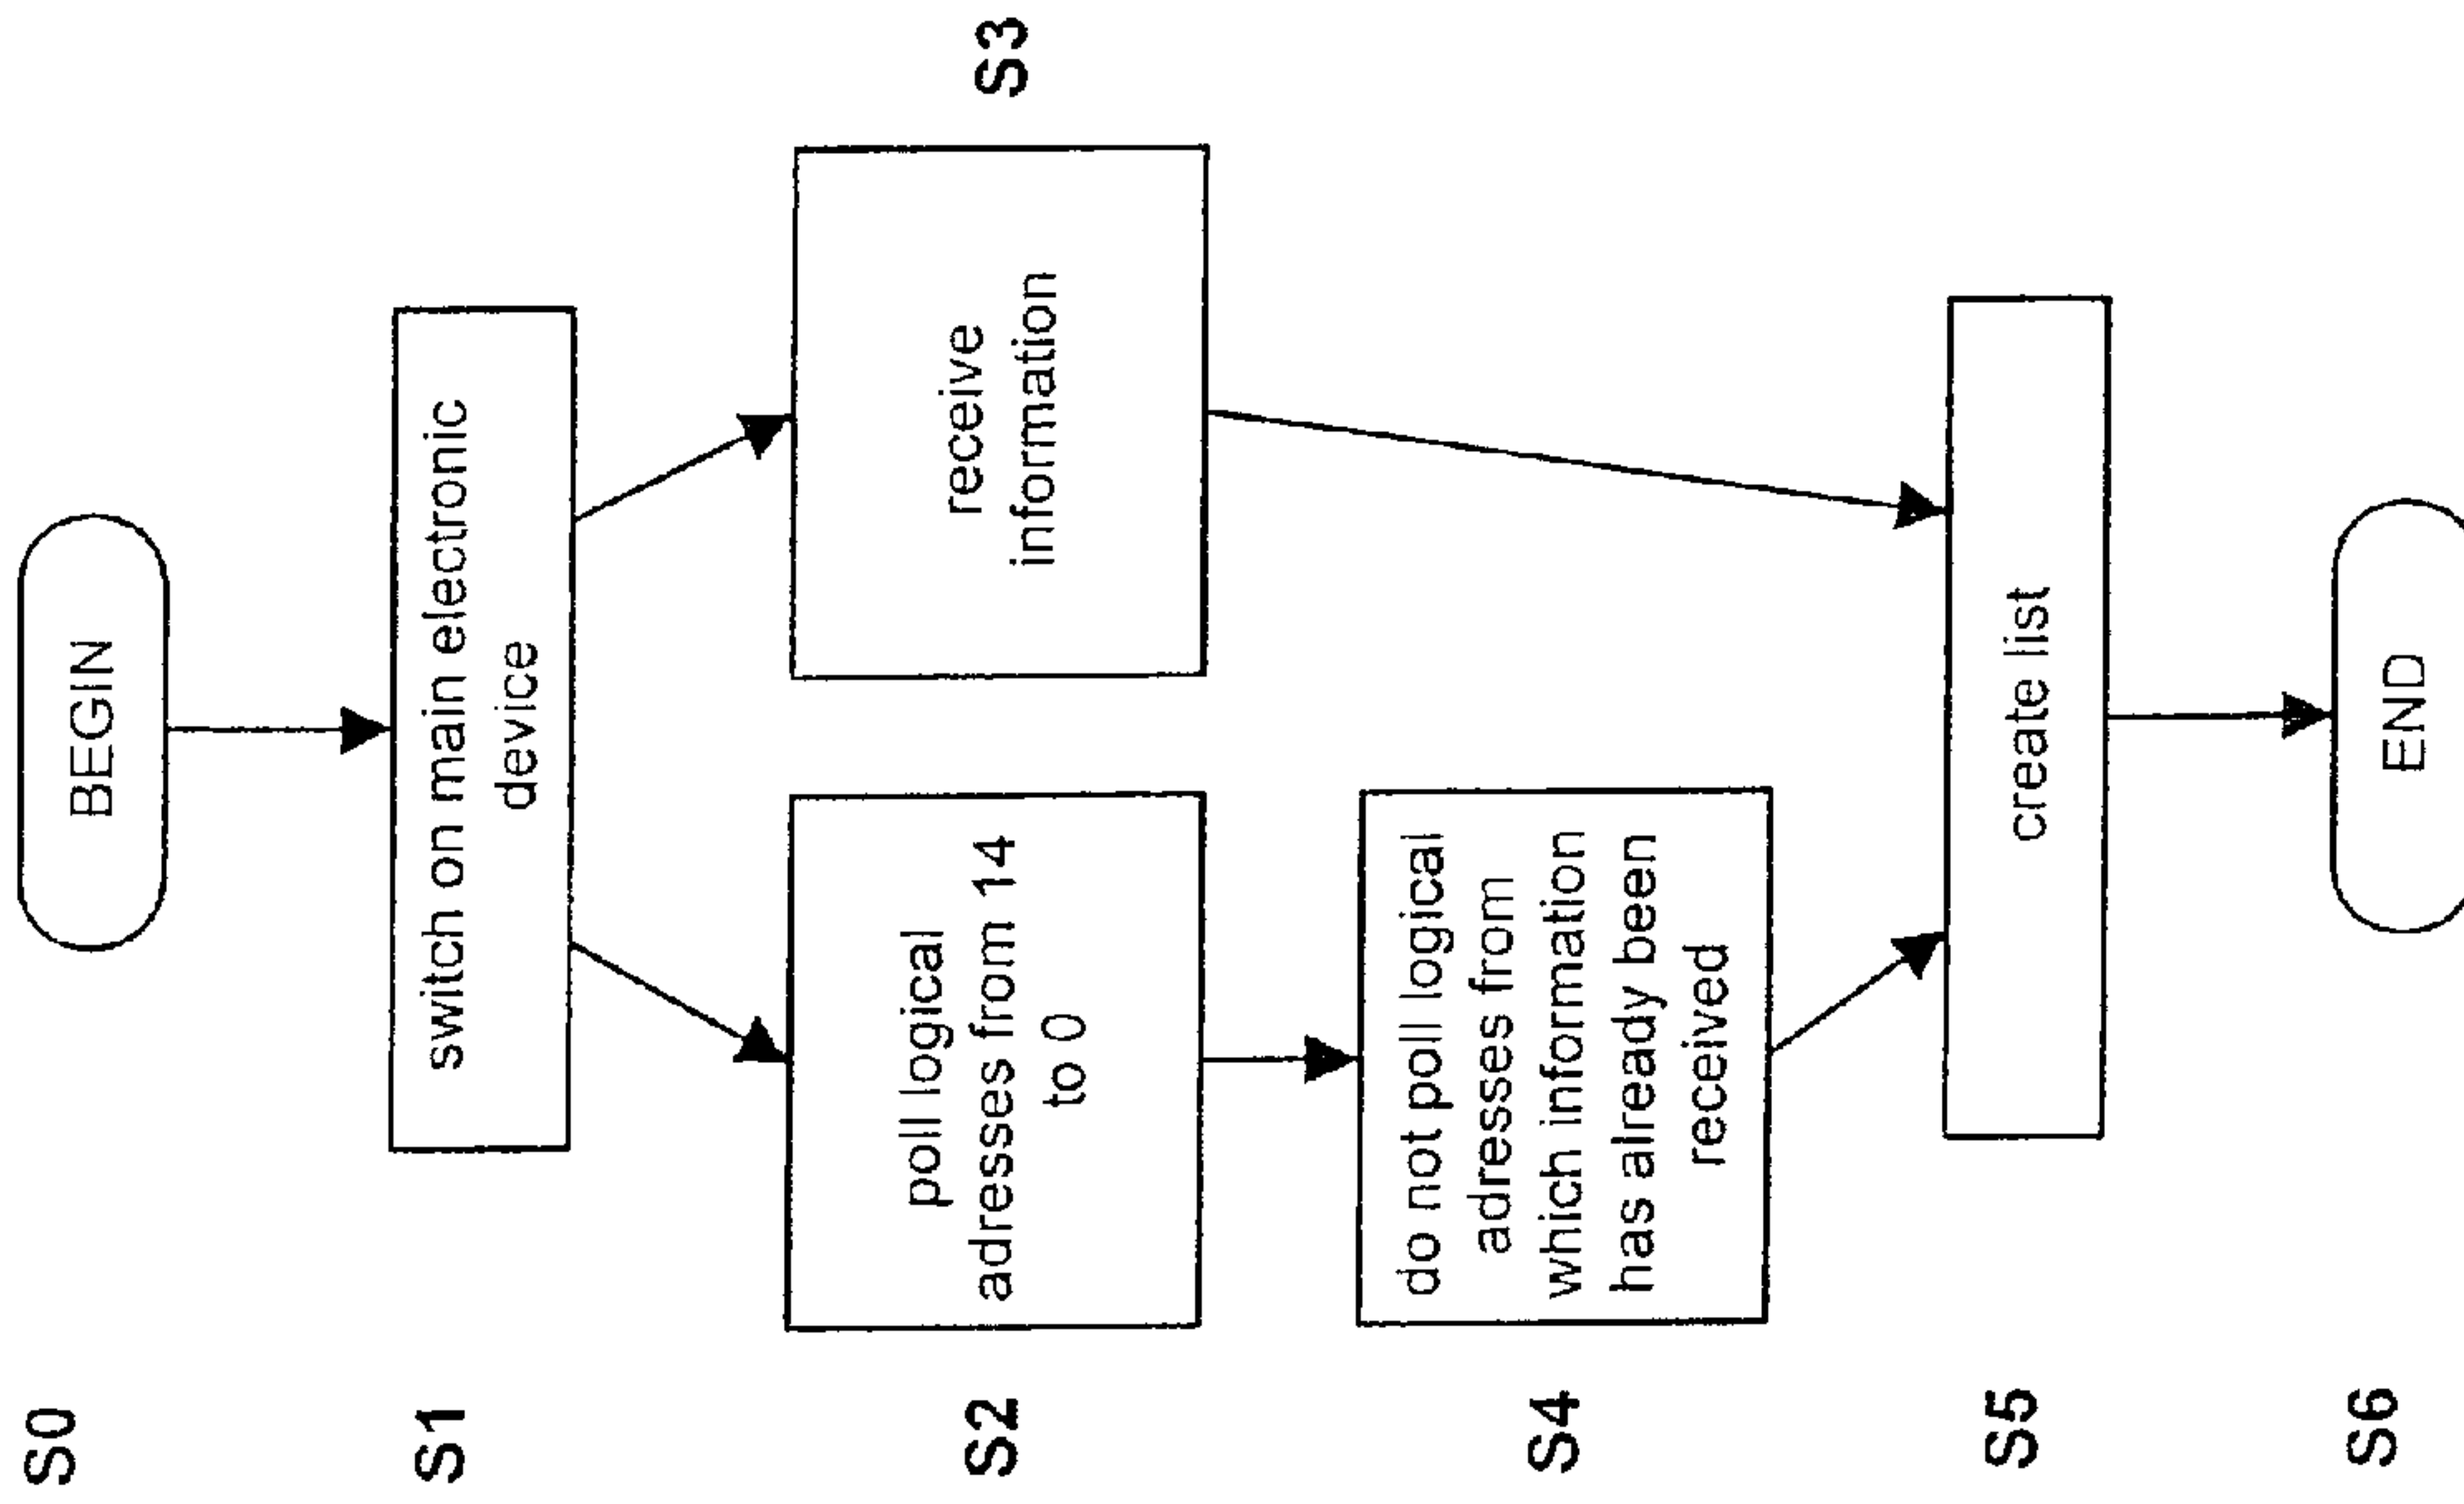 S0
BEGIN
S1
switch on main electronic
device
S2
poll logical
adresses from 14
to 0
S3
receive
information
S4
do not poll logical
adresses from
which information
has already been
received
S5
create list
S6
END